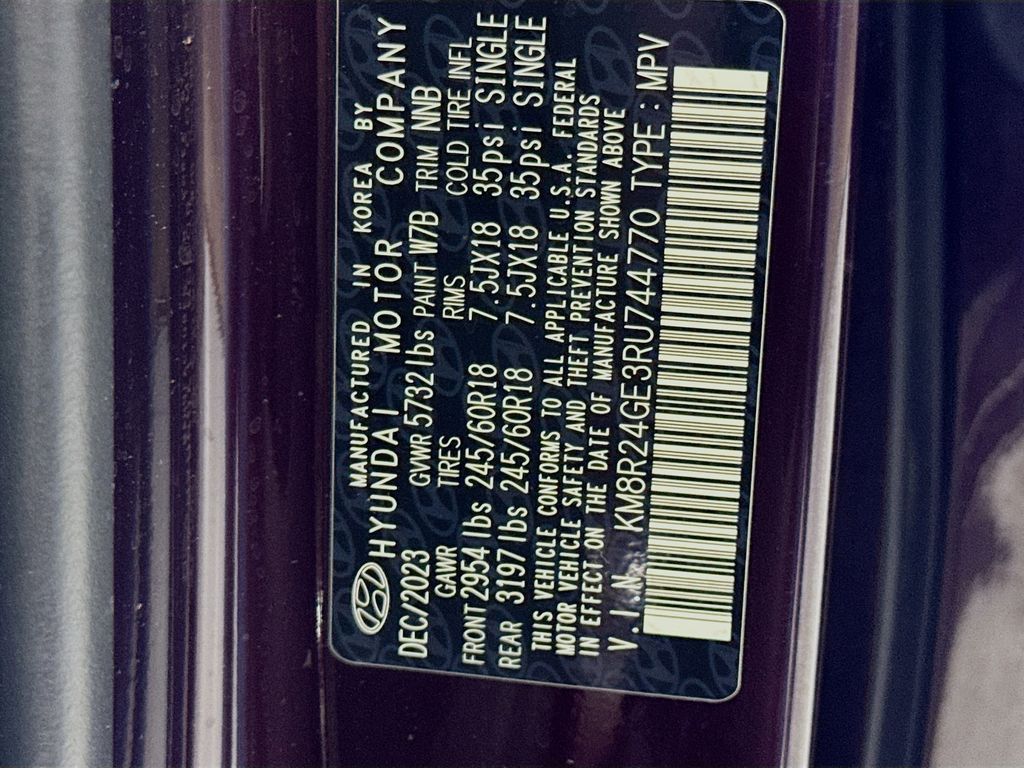 MANUFACTURED IN KOREA BY
HYUNDAI MOTOR COMPANY
DEC/2023 GVWR 5732 lbs PAINT W7B TRIM NNB
GAWR TIRES RIMS COLD TIRE INFL
FRONT 2954 lbs 245/60R18 7.5JX18 35psi SINGLE
REAR 3197 lbs 245/60R18 7.5JX18 35psi SINGLE
THIS VEHICLE CONFORMS TO ALL APPLICABLE U.S.A. FEDERAL
MOTOR VEHICLE SAFETY AND THEFT PREVENTION STANDARDS
IN EFFECT ON THE DATE OF MANUFACTURE SHOWN ABOVE
V.I.N: KM8R24GE3RU744770 TYPE : MPV